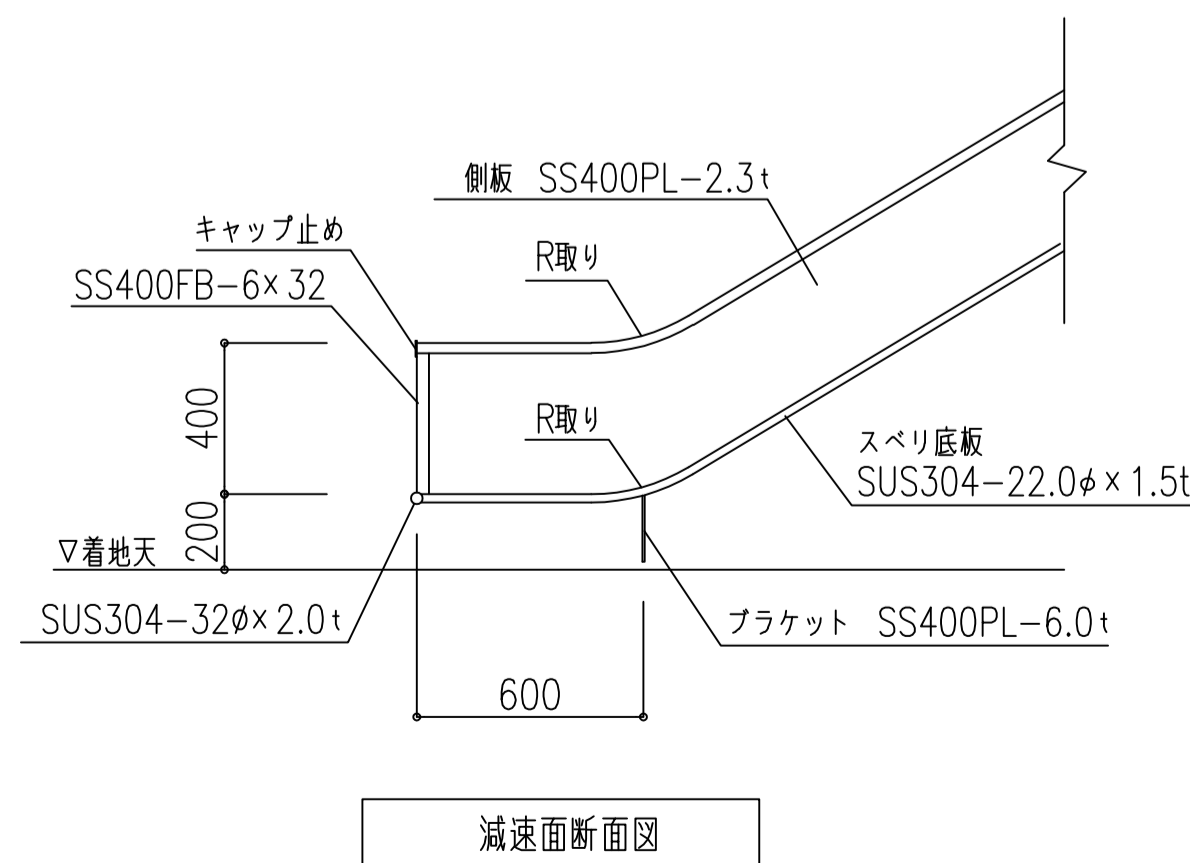 側板 SS400PL-2.3t
キャップ止め
R取り
SS400FB-6×32
400
R取り
スベリ底板
SUS304-22.0φ×1.5t
200
▽着地天
SUS304-32φ×2.0t
ブラケット SS400PL-6.0t
600
減速面断面図